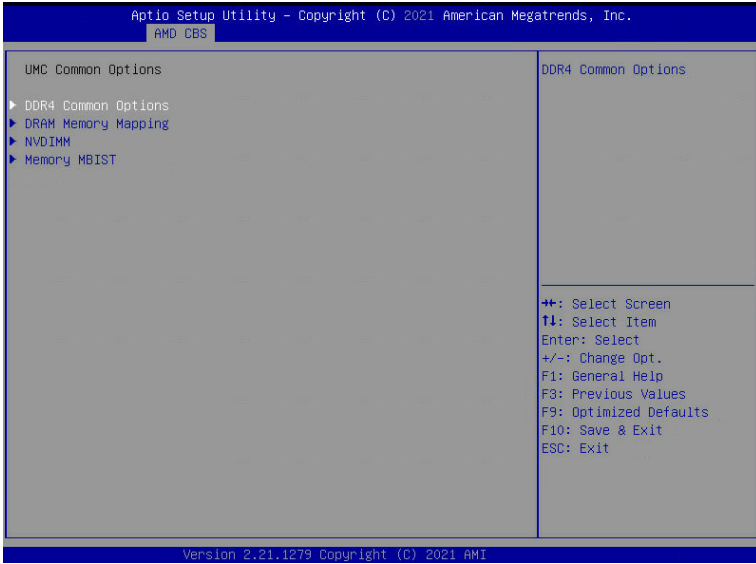 Aptio Setup Utility – Copyright (C) 2021 American Megatrends, Inc.
AMD CBS
UMC Common Options
DDR4 Common Options
DRAM Memory Mapping
NVDIMM
Memory MBIST
DDR4 Common Options
→←: Select Screen
↑↓: Select Item
Enter: Select
+/-: Change Opt.
F1: General Help
F3: Previous Values
F9: Optimized Defaults
F10: Save & Exit
ESC: Exit
Version 2.21.1279 Copyright (C) 2021 AMI